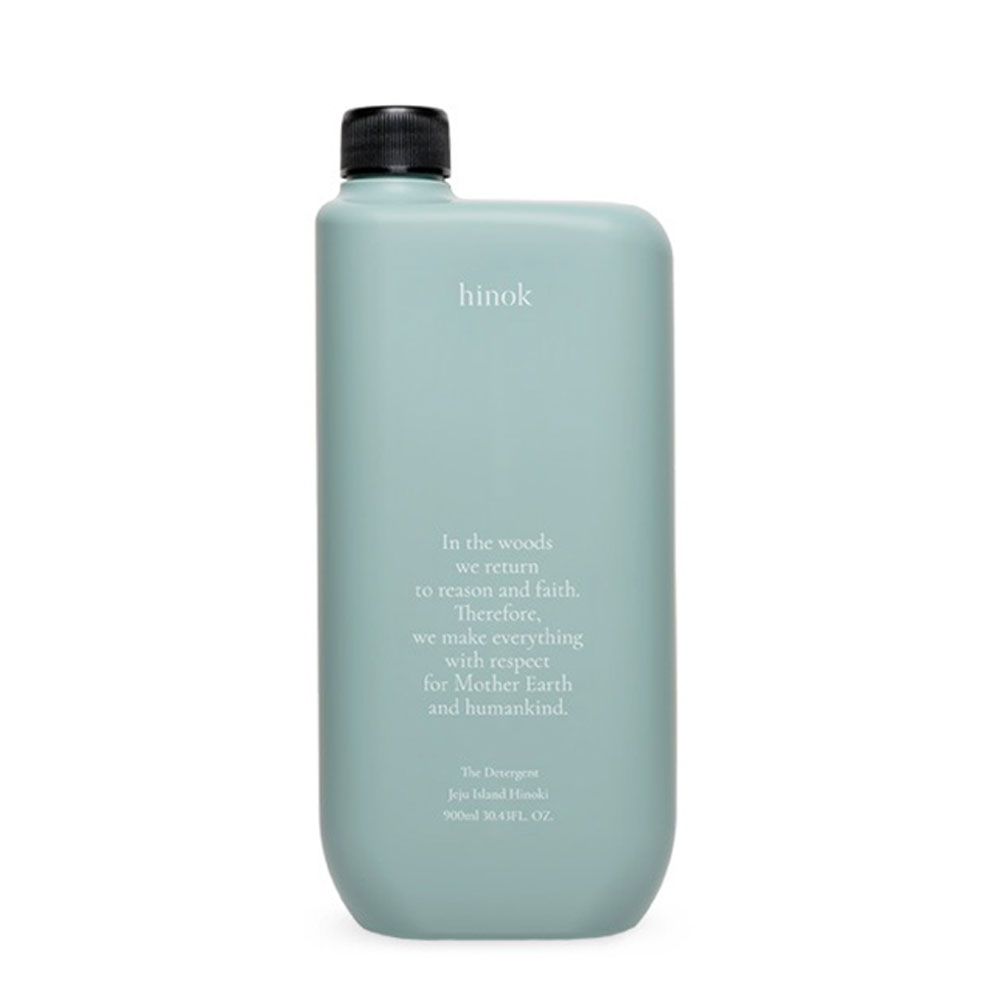 hinok
In the woods
we return
to reason and faith.
Therefore,
we make everything
with respect
for Mother Earth
and humankind.
The Detergent
Jeju Island Hinoki
900ml 30.43FL. OZ.